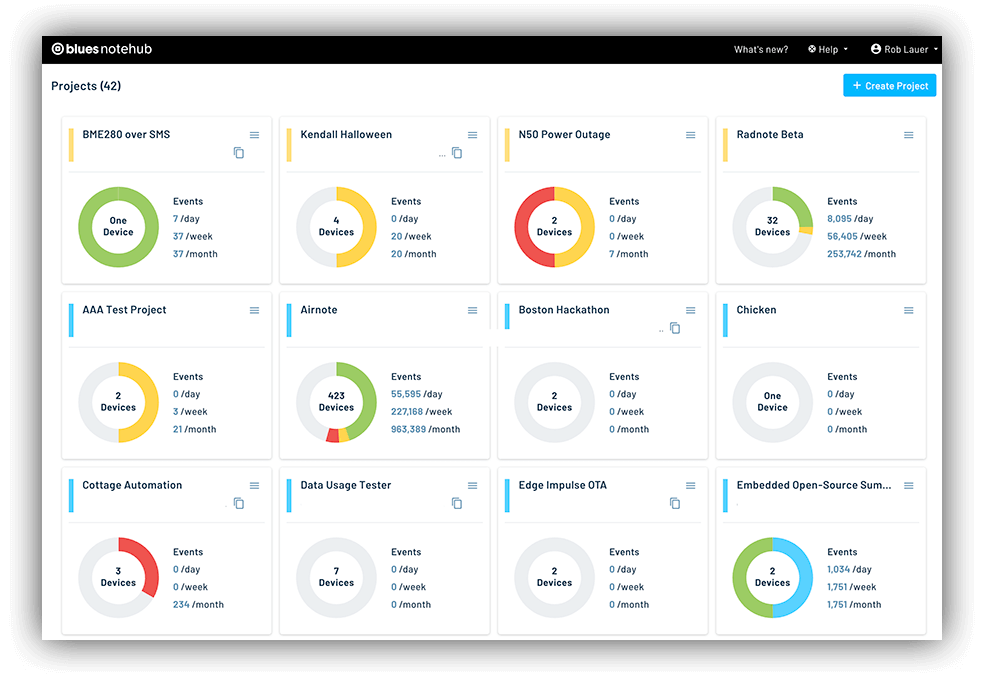 blues notehub
What's new? Help Rob Lauer
Projects (42)
+ Create Project
BME280 over SMS
One
Device
Events
7 /day
37 /week
37 /month
Kendall Halloween
...
4
Devices
Events
0 /day
20 /week
20 /month
N50 Power Outage
2
Devices
Events
0 /day
0 /week
7 /month
Radnote Beta
32
Devices
Events
8,095 /day
56,405 /week
253,742 /month
AAA Test Project
2
Devices
Events
0 /day
3 /week
21 /month
Airnote
423
Devices
Events
55,595 /day
227,168 /week
963,389 /month
Boston Hackathon
..
2
Devices
Events
0 /day
0 /week
0 /month
Chicken
One
Device
Events
0 /day
0 /week
0 /month
Cottage Automation
3
Devices
Events
0 /day
0 /week
234 /month
Data Usage Tester
7
Devices
Events
0 /day
0 /week
0 /month
Edge Impulse OTA
2
Devices
Events
0 /day
0 /week
0 /month
Embedded Open-Source Sum...
2
Devices
Events
1,034 /day
1,751 /week
1,751 /month